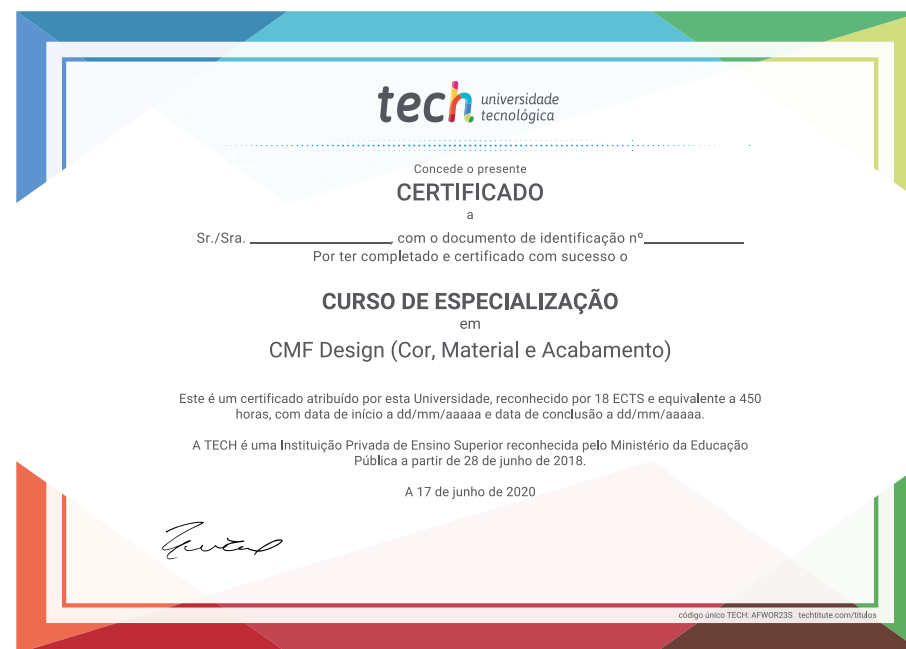 tech universidade
tecnológica
Concede o presente
CERTIFICADO
a
Sr./Sra. , com o documento de identificação nº
Por ter completado e certificado com sucesso o
CURSO DE ESPECIALIZAÇÃO
em
CMF Design (Cor, Material e Acabamento)
Este é um certificado atribuído por esta Universidade, reconhecido por 18 ECTS e equivalente a 450
horas, com data de início a dd/mm/aaaaa e data de conclusão a dd/mm/aaaaa.
A TECH é uma Instituição Privada de Ensino Superior reconhecida pelo Ministério da Educação
Pública a partir de 28 de junho de 2018.
A 17 de junho de 2020
código único TECH: AFWOR23S techtitute.com/titulos